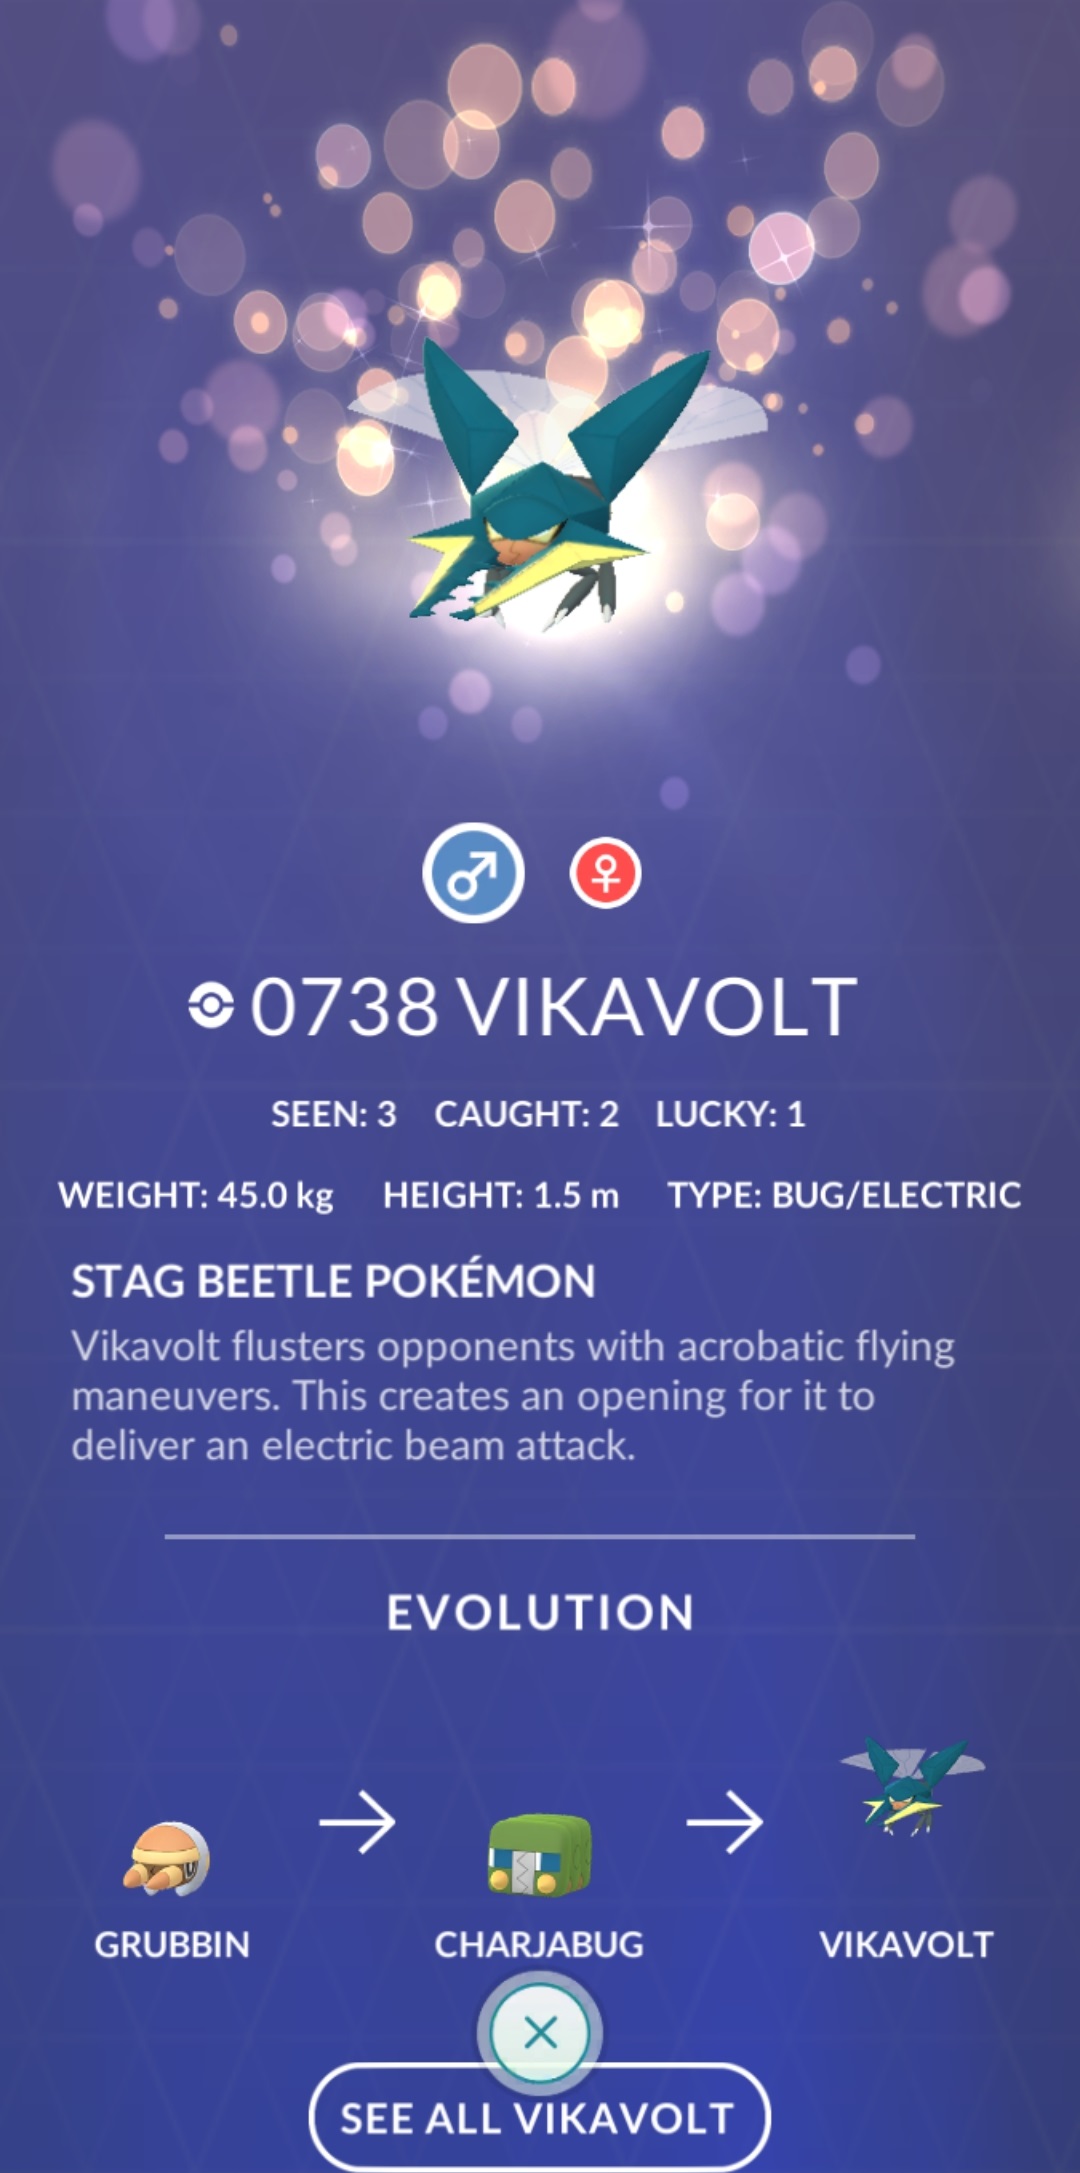 0738 VIKAVOLT
SEEN: 3 CAUGHT: 2 LUCKY: 1
WEIGHT: 45.0 kg HEIGHT: 1.5 m TYPE: BUG/ELECTRIC
STAG BEETLE POKÉMON
Vikavolt flusters opponents with acrobatic flying
maneuvers. This creates an opening for it to
deliver an electric beam attack.
EVOLUTION
GRUBBIN CHARJABUG VIKAVOLT
SEE ALL VIKAVOLT